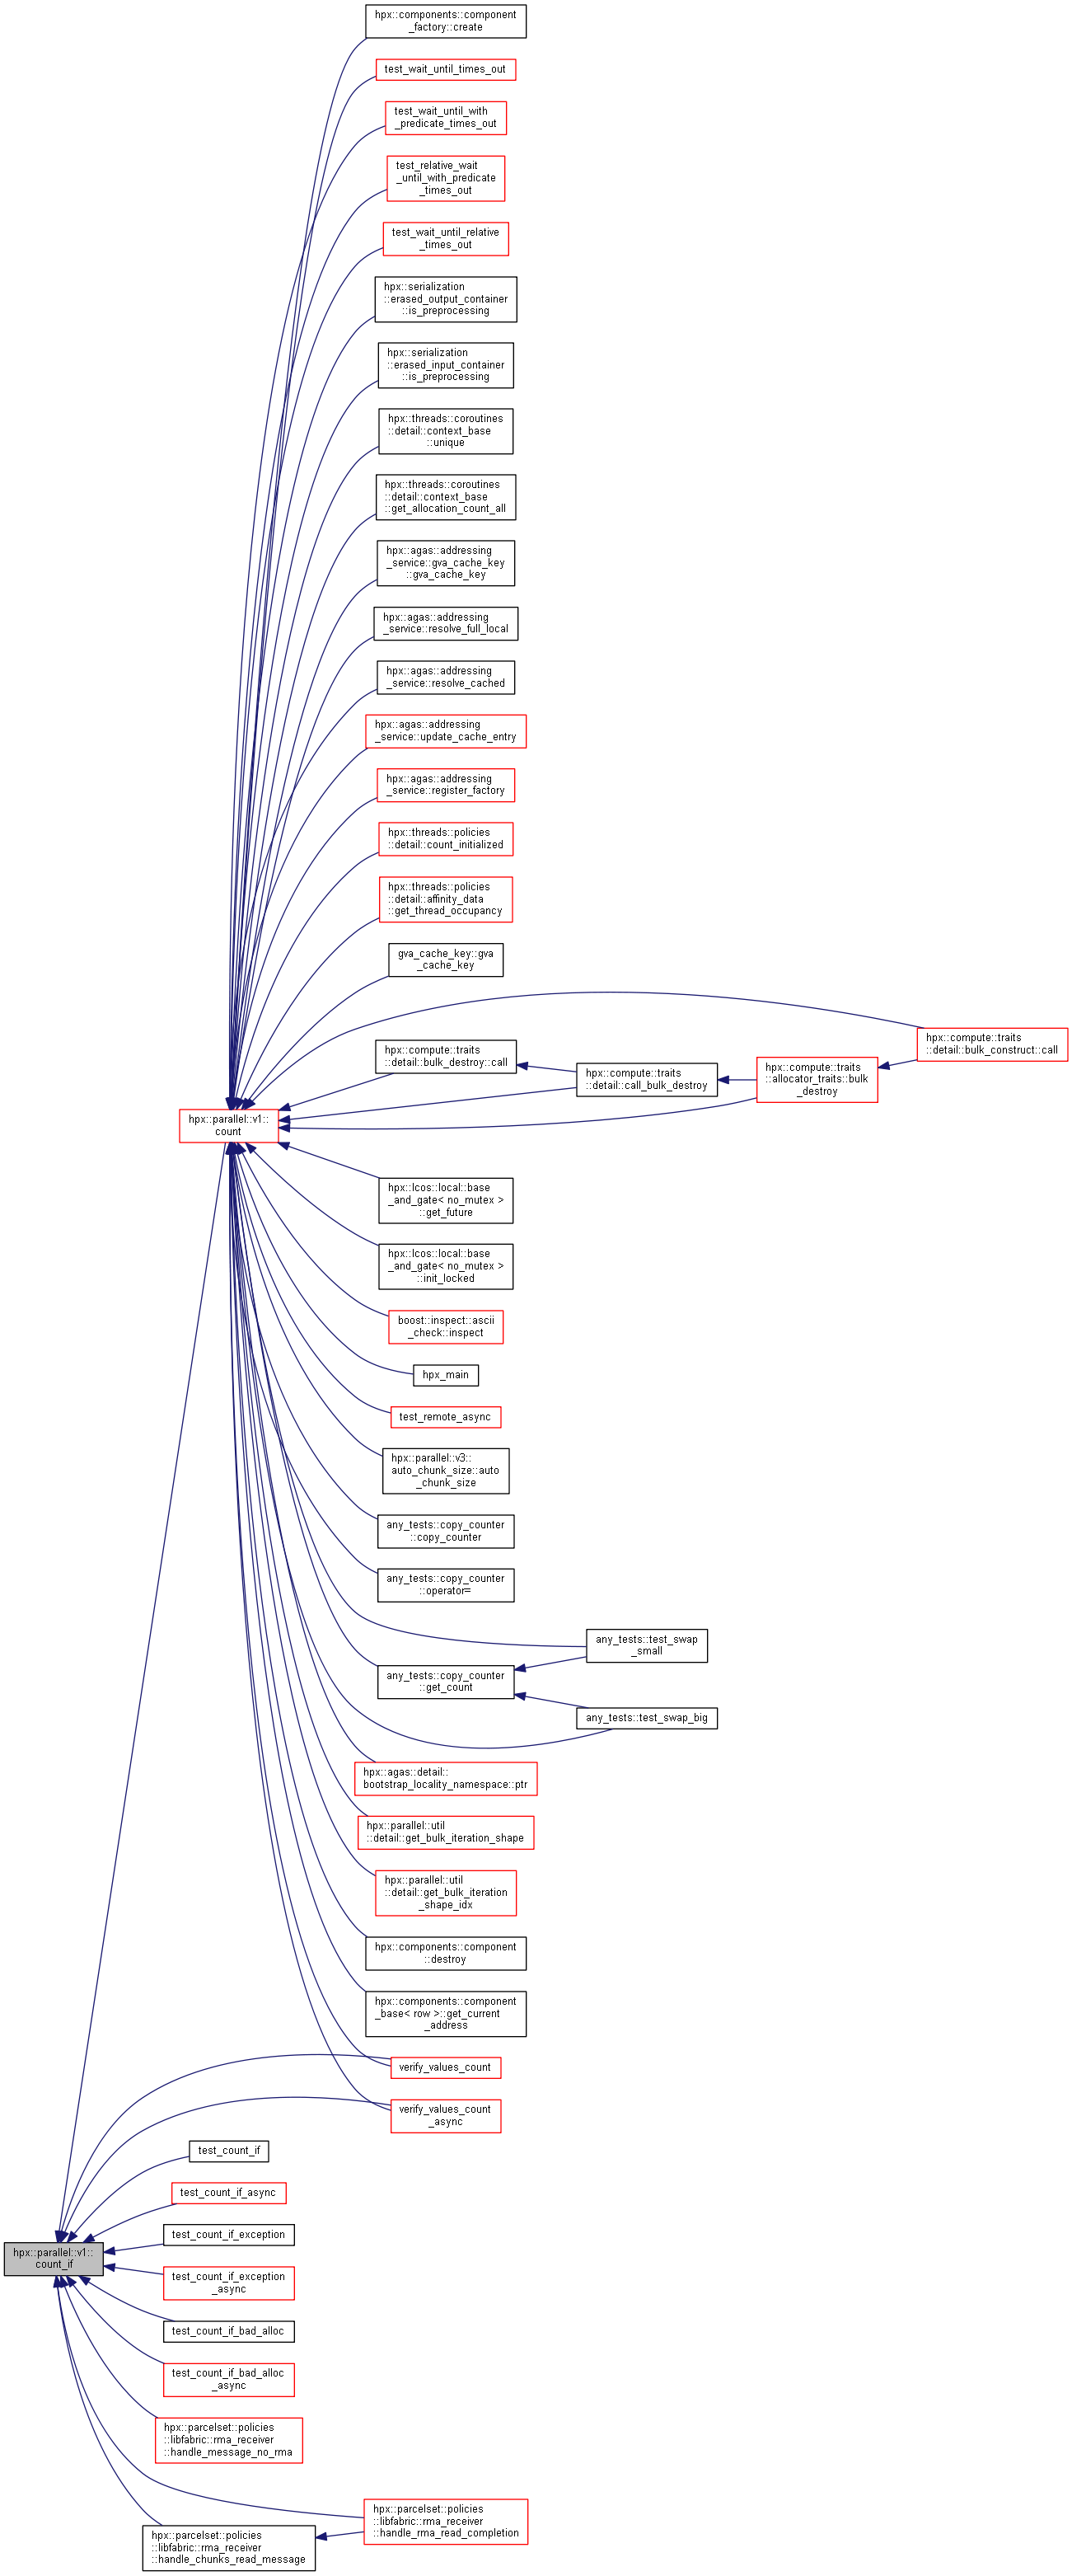 hpx::components::component
_factory::create
test_wait_until_times_out
test_wait_until_with
_predicate_times_out
test_relative_wait
_until_with_predicate
_times_out
test_wait_until_relative
_times_out
hpx::serialization
::erased_output_container
::is_preprocessing
hpx::serialization
::erased_input_container
::is_preprocessing
hpx::threads::coroutines
::detail::context_base
::unique
hpx::threads::coroutines
::detail::context_base
::get_allocation_count_all
hpx::agas::addressing
_service::gva_cache_key
::gva_cache_key
hpx::agas::addressing
_service::resolve_full_local
hpx::agas::addressing
_service::resolve_cached
hpx::agas::addressing
_service::update_cache_entry
hpx::agas::addressing
_service::register_factory
hpx::threads::policies
::detail::count_initialized
hpx::threads::policies
::detail::affinity_data
::get_thread_occupancy
gva_cache_key::gva
_cache_key
hpx::compute::traits
::detail::bulk_construct::call
hpx::compute::traits
::detail::bulk_destroy::call
hpx::compute::traits
::detail::call_bulk_destroy
hpx::compute::traits
::allocator_traits::bulk
_destroy
hpx::parallel::v1::
count
hpx::lcos::local::base
_and_gate< no_mutex >
::get_future
hpx::lcos::local::base
_and_gate< no_mutex >
::init_locked
boost::inspect::ascii
_check::inspect
hpx_main
test_remote_async
hpx::parallel::v3::
auto_chunk_size::auto
_chunk_size
any_tests::copy_counter
::copy_counter
any_tests::copy_counter
::operator=
any_tests::test_swap
_small
any_tests::copy_counter
::get_count
any_tests::test_swap_big
hpx::agas::detail::
bootstrap_locality_namespace::ptr
hpx::parallel::util
::detail::get_bulk_iteration_shape
hpx::parallel::util
::detail::get_bulk_iteration
_shape_idx
hpx::components::component
::destroy
hpx::components::component
_base< row >::get_current
_address
verify_values_count
verify_values_count
_async
test_count_if
test_count_if_async
test_count_if_exception
hpx::parallel::v1::
count_if
test_count_if_exception
_async
test_count_if_bad_alloc
test_count_if_bad_alloc
_async
hpx::parcelset::policies
::libfabric::rma_receiver
::handle_message_no_rma
hpx::parcelset::policies
::libfabric::rma_receiver
::handle_rma_read_completion
hpx::parcelset::policies
::libfabric::rma_receiver
::handle_chunks_read_message